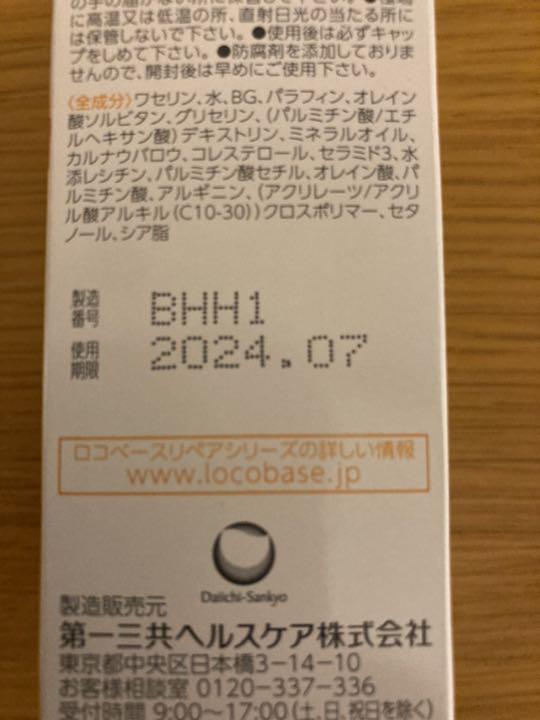 に高温又は低温の所、直射日光の当たる所に
は保管しないで下さい。●使用後は必ずキャッ
プをしめて下さい。●防腐剤を添加しておりま
せんので、開封後は早めにご使用下さい。
〈全成分〉ワセリン、水、BG、パラフィン、オレイン
酸ソルビタン、グリセリン、(パルミチン酸/エチ
ルヘキサン酸)デキストリン、ミネラルオイル、
カルナウバロウ、コレステロール、セラミド3、水
添レシチン、パルミチン酸セチル、オレイン酸、パ
ルミチン酸、アルギニン、(アクリレーツ/アクリ
ル酸アルキル(C10-30))クロスポリマー、セタ
ノール、シア脂
製造
番号
BHH1
使用
期限
2024.07
ロコベースリペアシリーズの詳しい情報
www.locobase.jp
Daiichi-Sankyo
製造販売元
第一三共ヘルスケア株式会社
東京都中央区日本橋3-14-10
お客様相談室 0120-337-336
受付時間 9:00~17:00(土、日、祝日を除く)